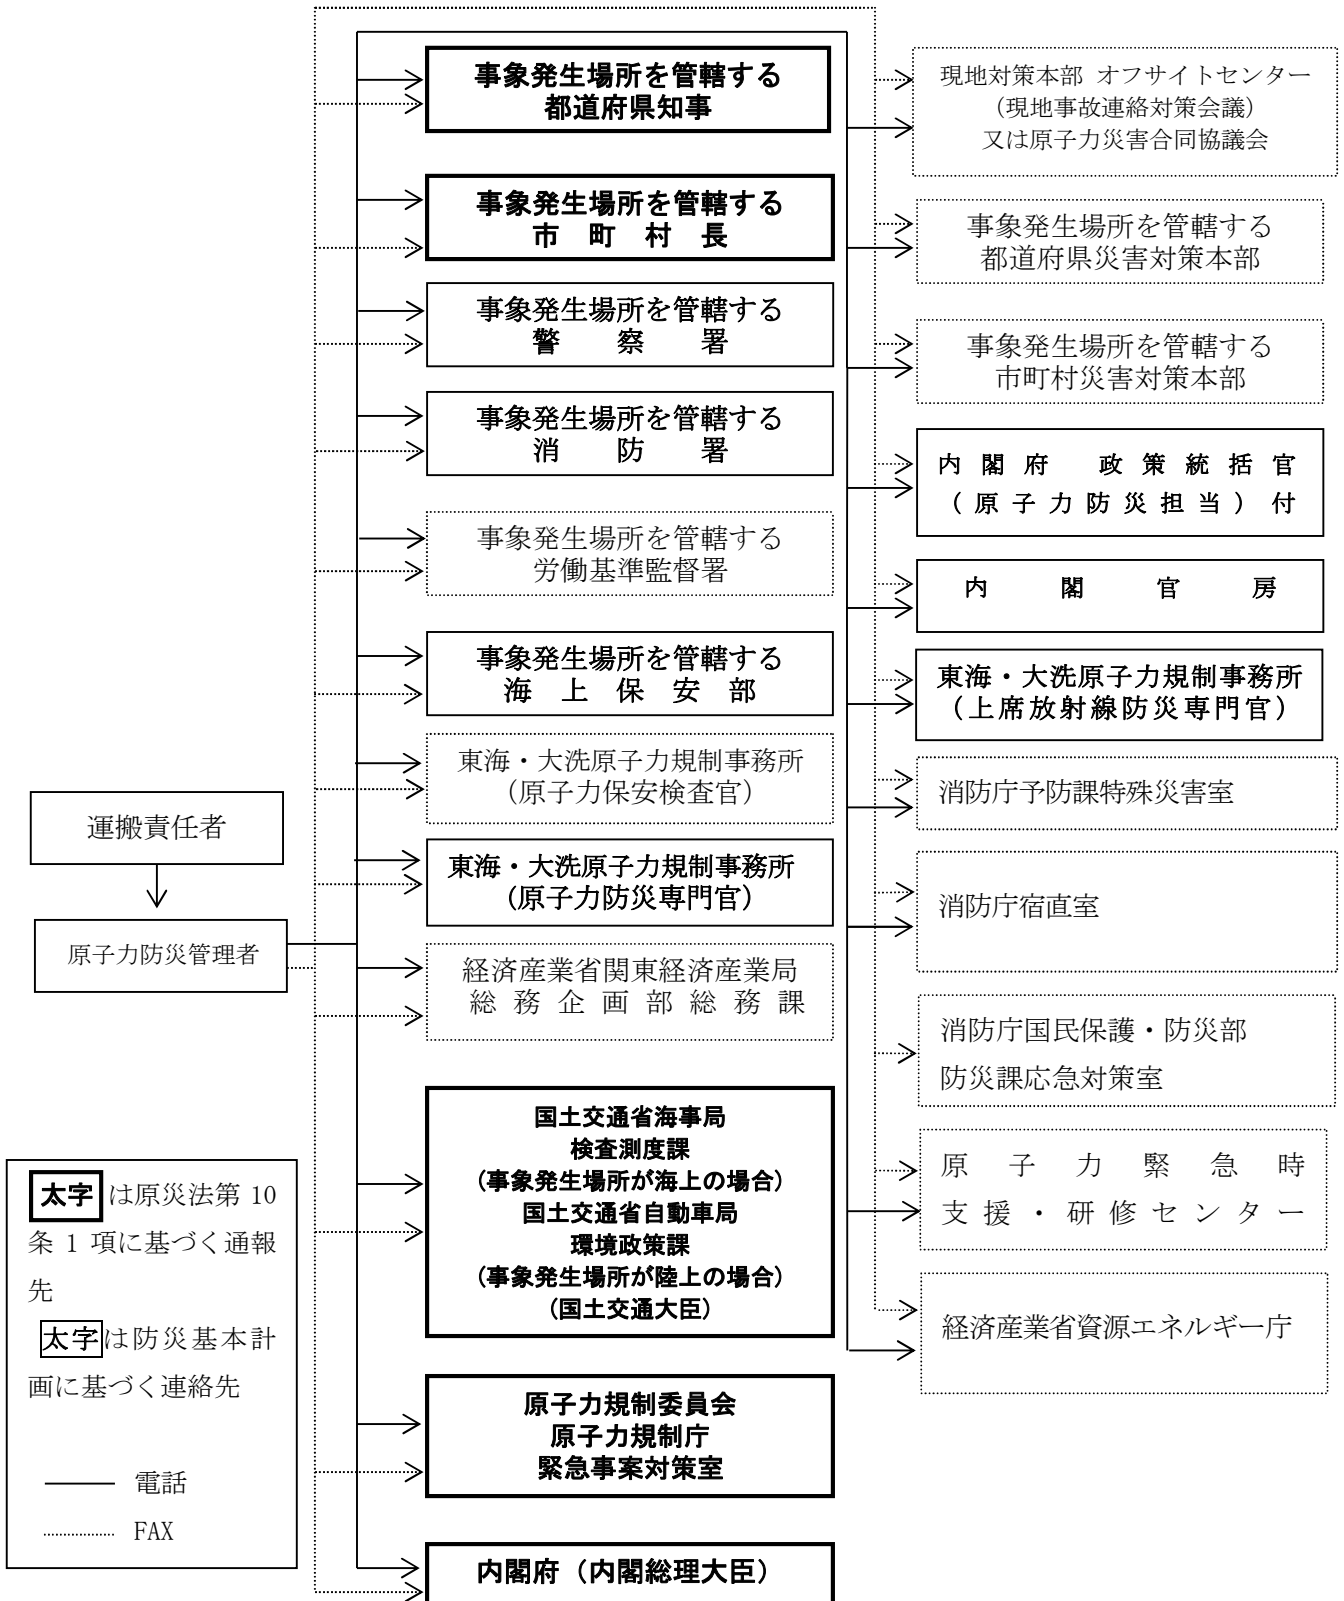 事象発生場所を管轄する
都道府県知事
事象発生場所を管轄する
市 町 村 長
事象発生場所を管轄する
警 察 署
事象発生場所を管轄する
消 防 署
事象発生場所を管轄する
労働基準監督署
事象発生場所を管轄する
海 上 保 安 部
東海・大洗原子力規制事務所
(原子力保安検査官)
東海・大洗原子力規制事務所
(原子力防災専門官)
経済産業省関東経済産業局
総 務 企 画 部 総 務 課
国土交通省海事局
検査測度課
(事象発生場所が海上の場合)
国土交通省自動車局
環境政策課
(事象発生場所が陸上の場合)
(国土交通大臣)
原子力規制委員会
原子力規制庁
緊急事案対策室
内閣府（内閣総理大臣）
現地対策本部 オフサイトセンター
(現地事故連絡対策会議)
又は原子力災害合同協議会
事象発生場所を管轄する
都道府県災害対策本部
事象発生場所を管轄する
市町村災害対策本部
内 閣 府 政 策 統 括 官
( 原 子 力 防 災 担 当 ) 付
内 閣 官 房
東海・大洗原子力規制事務所
(上席放射線防災専門官)
消防庁予防課特殊災害室
消防庁宿直室
消防庁国民保護・防災部
防災課応急対策室
原 子 力 緊 急 時
支 援 ・ 研 修 セ ン タ ー
経済産業省資源エネルギー庁
運搬責任者
原子力防災管理者
太字 は原災法第 10
条 1 項に基づく通報
先
太字は防災基本計
画に基づく連絡先
電話
FAX